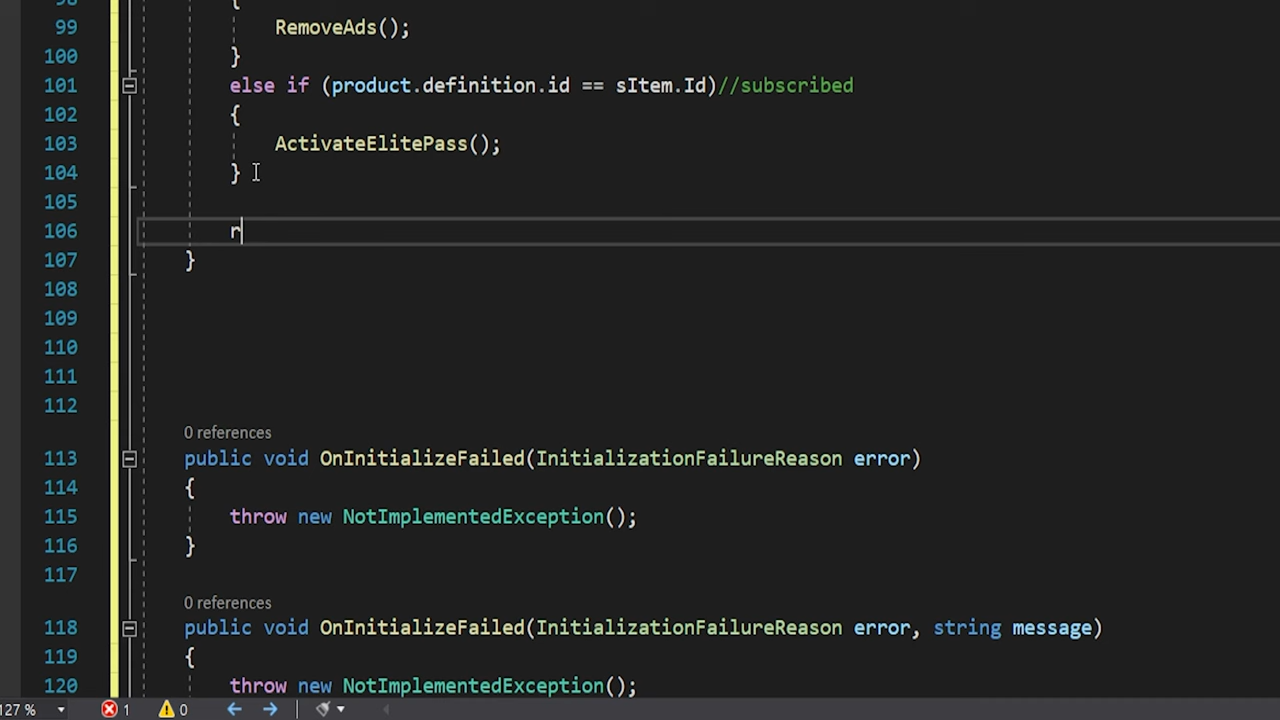 98 {
99 RemoveAds();
100 }
101 else if (product.definition.id == sItem.Id)//subscribed
102 {
103 ActivateElitePass();
104 }
105
106 r
107 }
108
109
110
111
112
0 references
113 public void OnInitializeFailed(InitializationFailureReason error)
114 {
115 throw new NotImplementedException();
116 }
117
0 references
118 public void OnInitializeFailed(InitializationFailureReason error, string message)
119 {
120 throw new NotImplementedException();
127 % 1 0